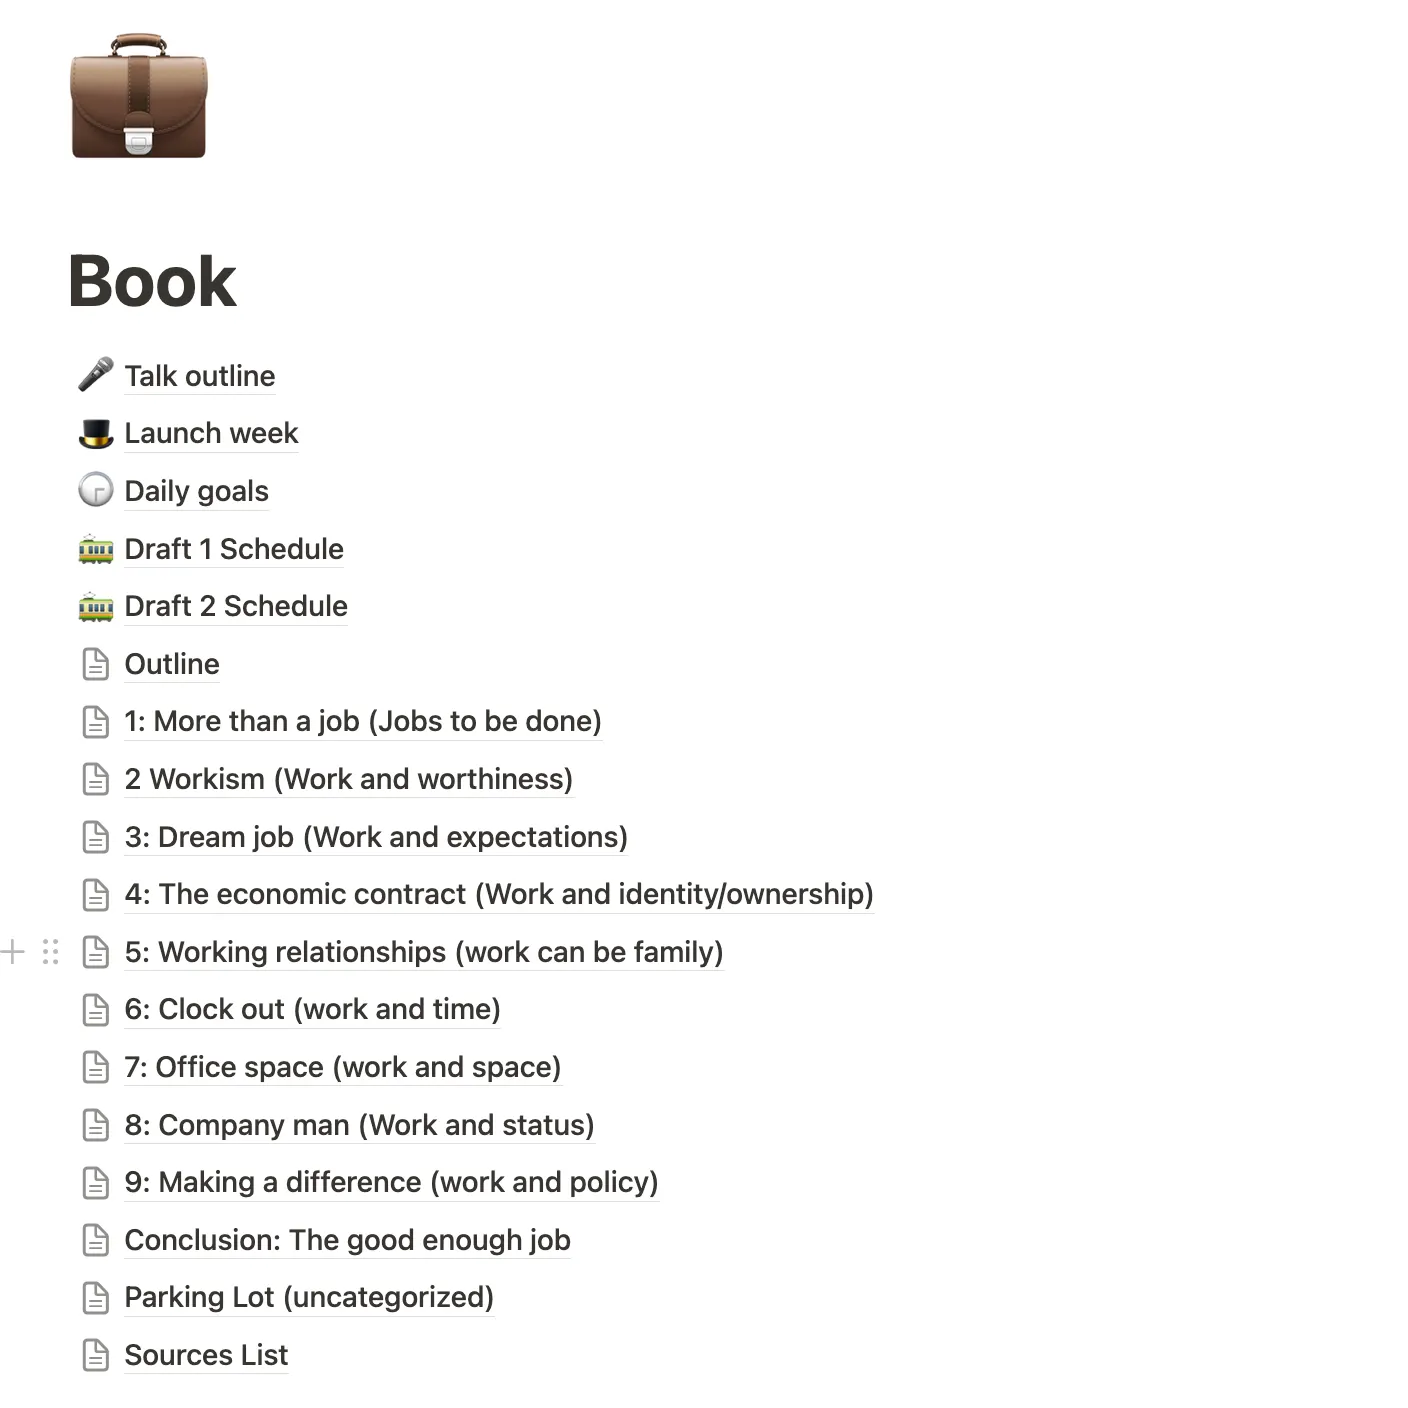 Book
Talk outline
Launch week
Daily goals
Draft 1 Schedule
Draft 2 Schedule
Outline
1: More than a job (Jobs to be done)
2 Workism (Work and worthiness)
3: Dream job (Work and expectations)
4: The economic contract (Work and identity/ownership)
5: Working relationships (work can be family)
6: Clock out (work and time)
7: Office space (work and space)
8: Company man (Work and status)
9: Making a difference (work and policy)
Conclusion: The good enough job
Parking Lot (uncategorized)
Sources List